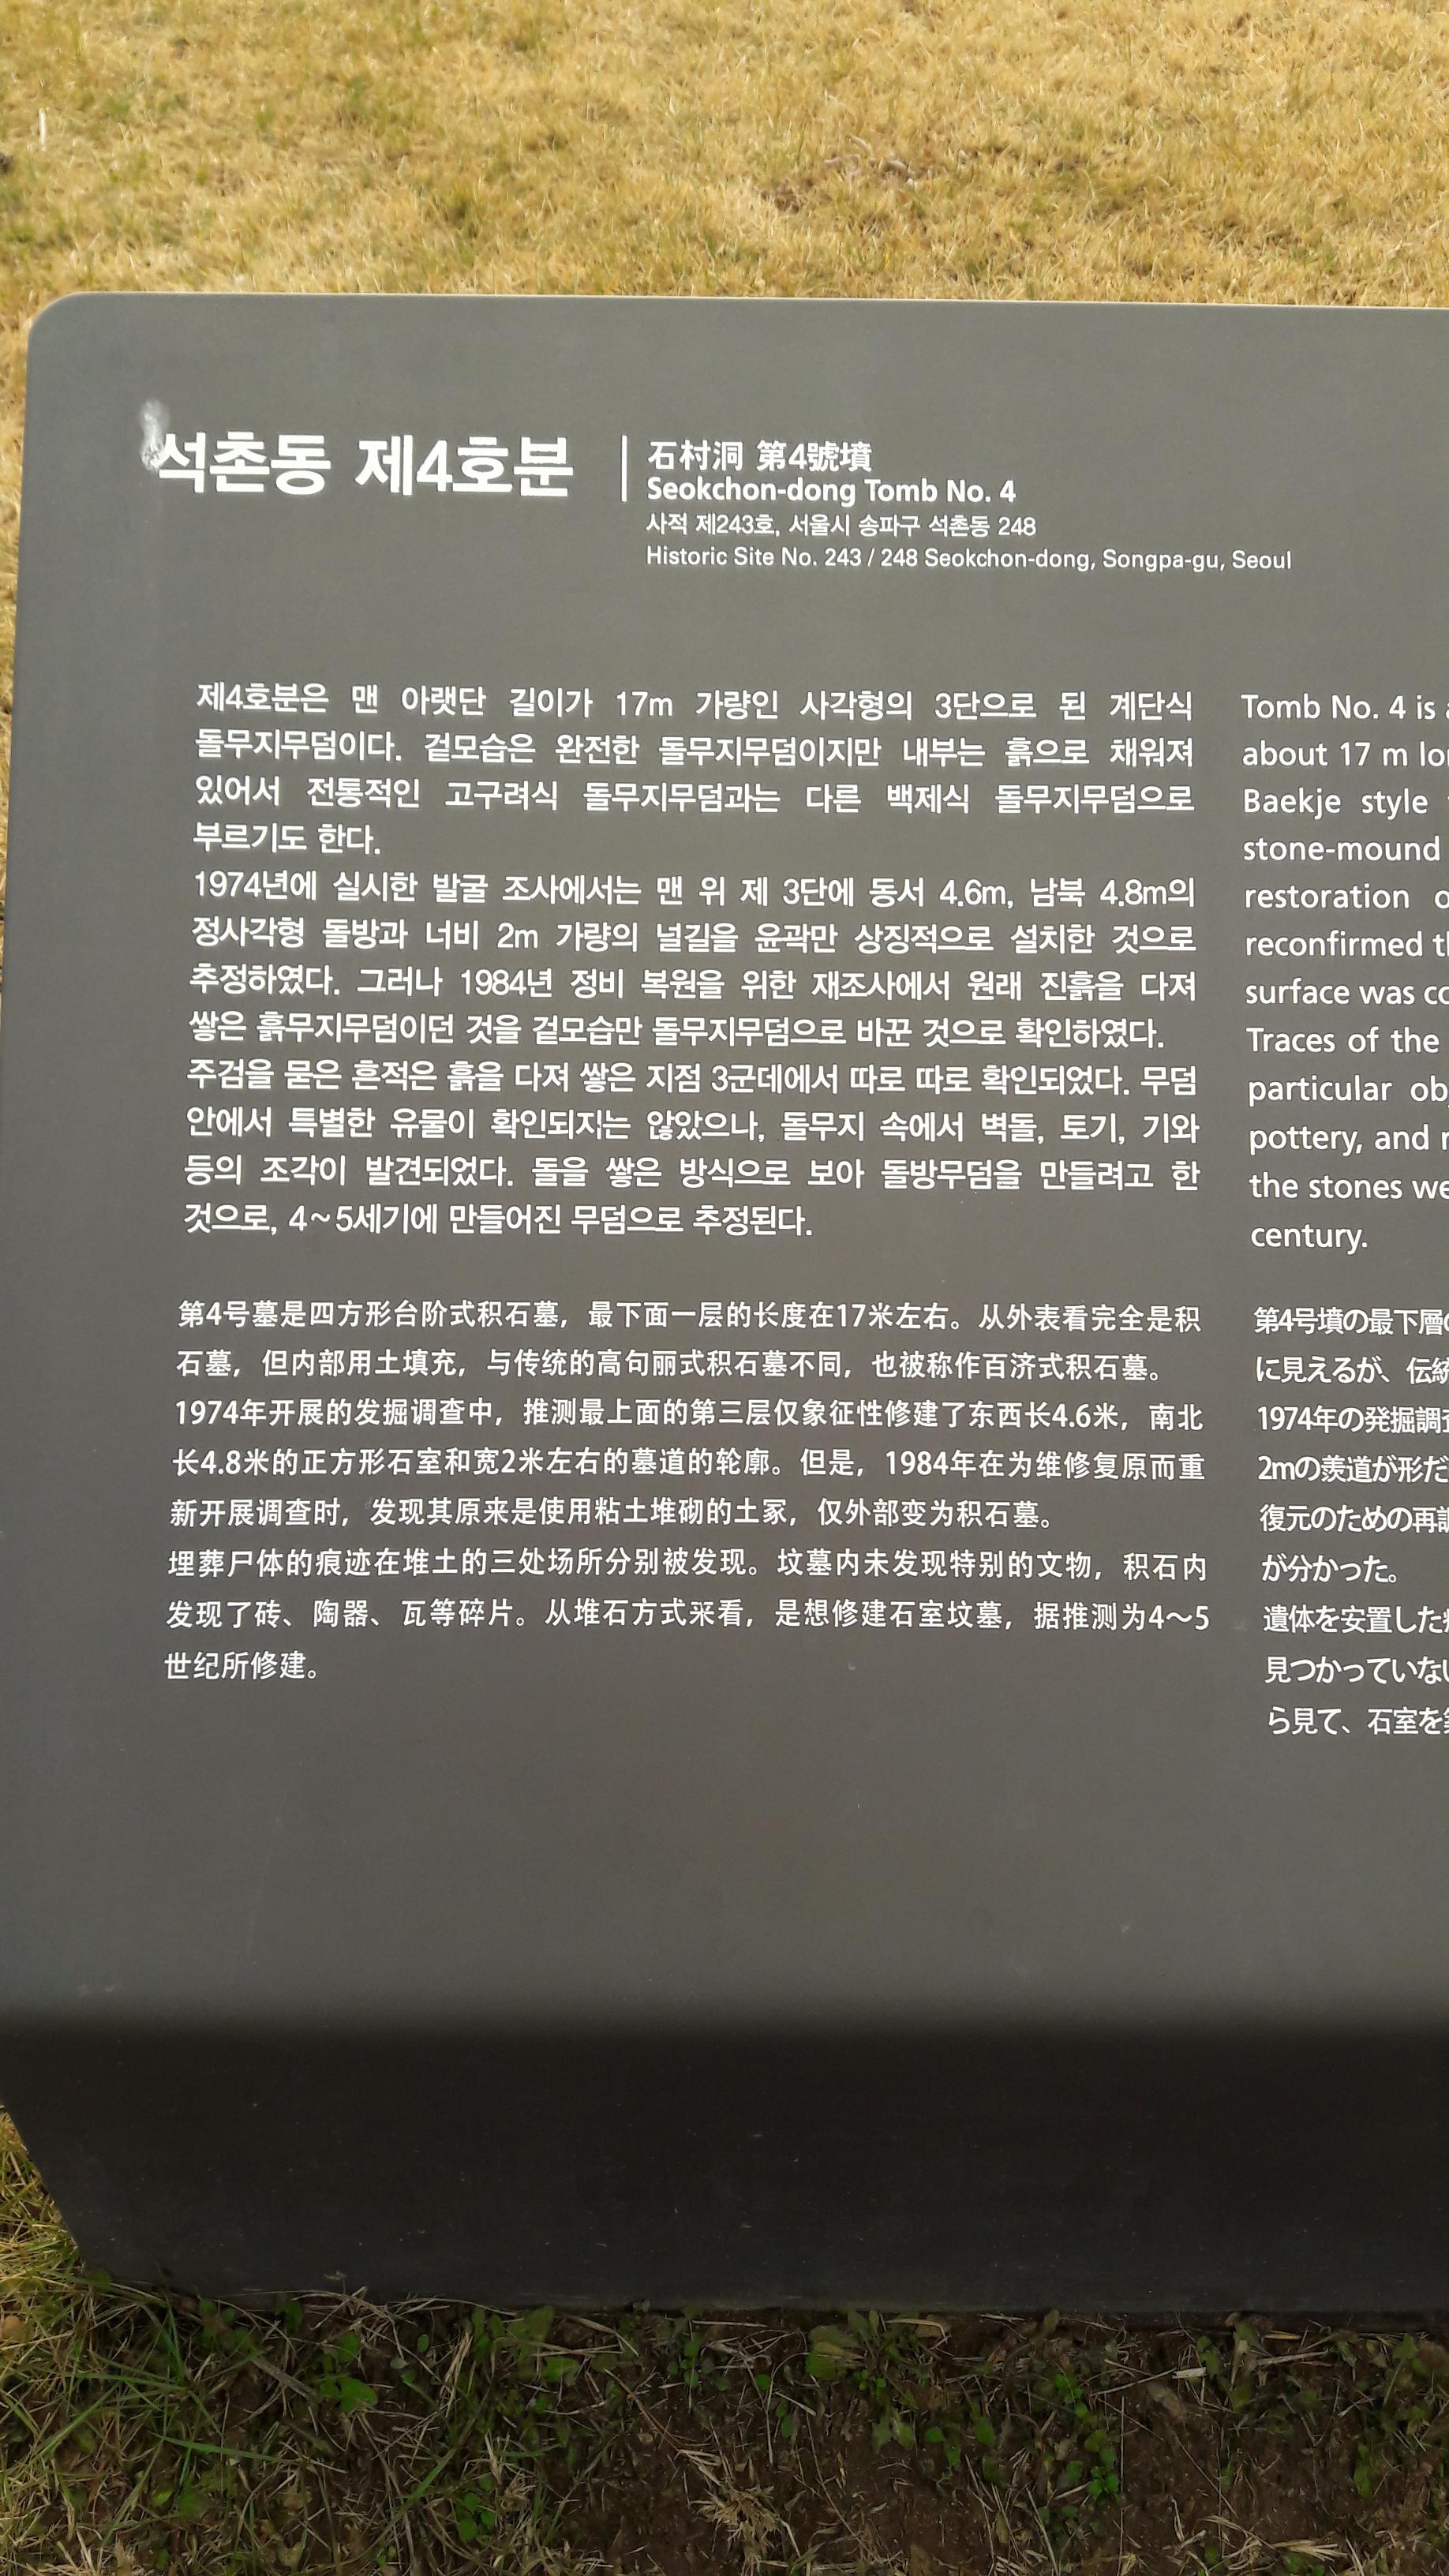 석촌동 제4호분
石村洞 第4號墳
Seokchon-dong Tomb No. 4
사적 제243호, 서울시 송파구 석촌동 248
Historic Site No. 243 / 248 Seokchon-dong, Songpa-gu, Seoul
제4호분은 맨 아랫단 길이가 17m 가량인 사각형의 3단으로 된 계단식
돌무지무덤이다. 겉모습은 완전한 돌무지무덤이지만 내부는 흙으로 채워져
있어서 전통적인 고구려식 돌무지무덤과는 다른 백제식 돌무지무덤으로
부르기도 한다.
1974년에 실시한 발굴 조사에서는 맨 위 제 3단에 동서 4.6m, 남북 4.8m의
정사각형 돌방과 너비 2m 가량의 널길을 윤곽만 상징적으로 설치한 것으로
추정하였다. 그러나 1984년 정비 복원을 위한 재조사에서 원래 진흙을 다져
쌓은 흙무지무덤이던 것을 겉모습만 돌무지무덤으로 바꾼 것으로 확인하였다.
주검을 묻은 흔적은 흙을 다져 쌓은 지점 3군데에서 따로 따로 확인되었다. 무덤
안에서 특별한 유물이 확인되지는 않았으나, 돌무지 속에서 벽돌, 토기, 기와
등의 조각이 발견되었다. 돌을 쌓은 방식으로 보아 돌방무덤을 만들려고 한
것으로, 4~5세기에 만들어진 무덤으로 추정된다.
Tomb No. 4 is
about 17 m
Baekje style
stone-mound
restoration
reconfirmed
surface was
Traces of the
particular
pottery, and
the stones
century.
第4号墓是四方形台阶式积石墓，最下面一层的长度在17米左右。从外表看完全是积
石墓，但内部用土填充，与传统的高句丽式积石墓不同，也被称作百济式积石墓。
1974年开展的发掘调查中，推测最上面的第三层仅象征性修建了东西长4.6米，南北
长4.8米的正方形石室和宽2米左右的墓道的轮廓。但是，1984年在为维修复原而重
新开展调查时，发现其原来是使用粘土堆砌的土冢，仅外部变为积石墓。
埋葬尸体的痕迹在堆土的三处场所分别被发现。坟墓内未发现特别的文物，积石内
发现了砖、陶器、瓦等碎片。从堆石方式来看，是想修建石室坟墓，据推测为4～5
世纪所修建。
第4号墳の最下層
に見えるが、伝統
1974年の発掘調査
2mの羨道が形だ
復元のための再調
が分かった。
遺体を安置した
見つかっていない
ら見て、石室を